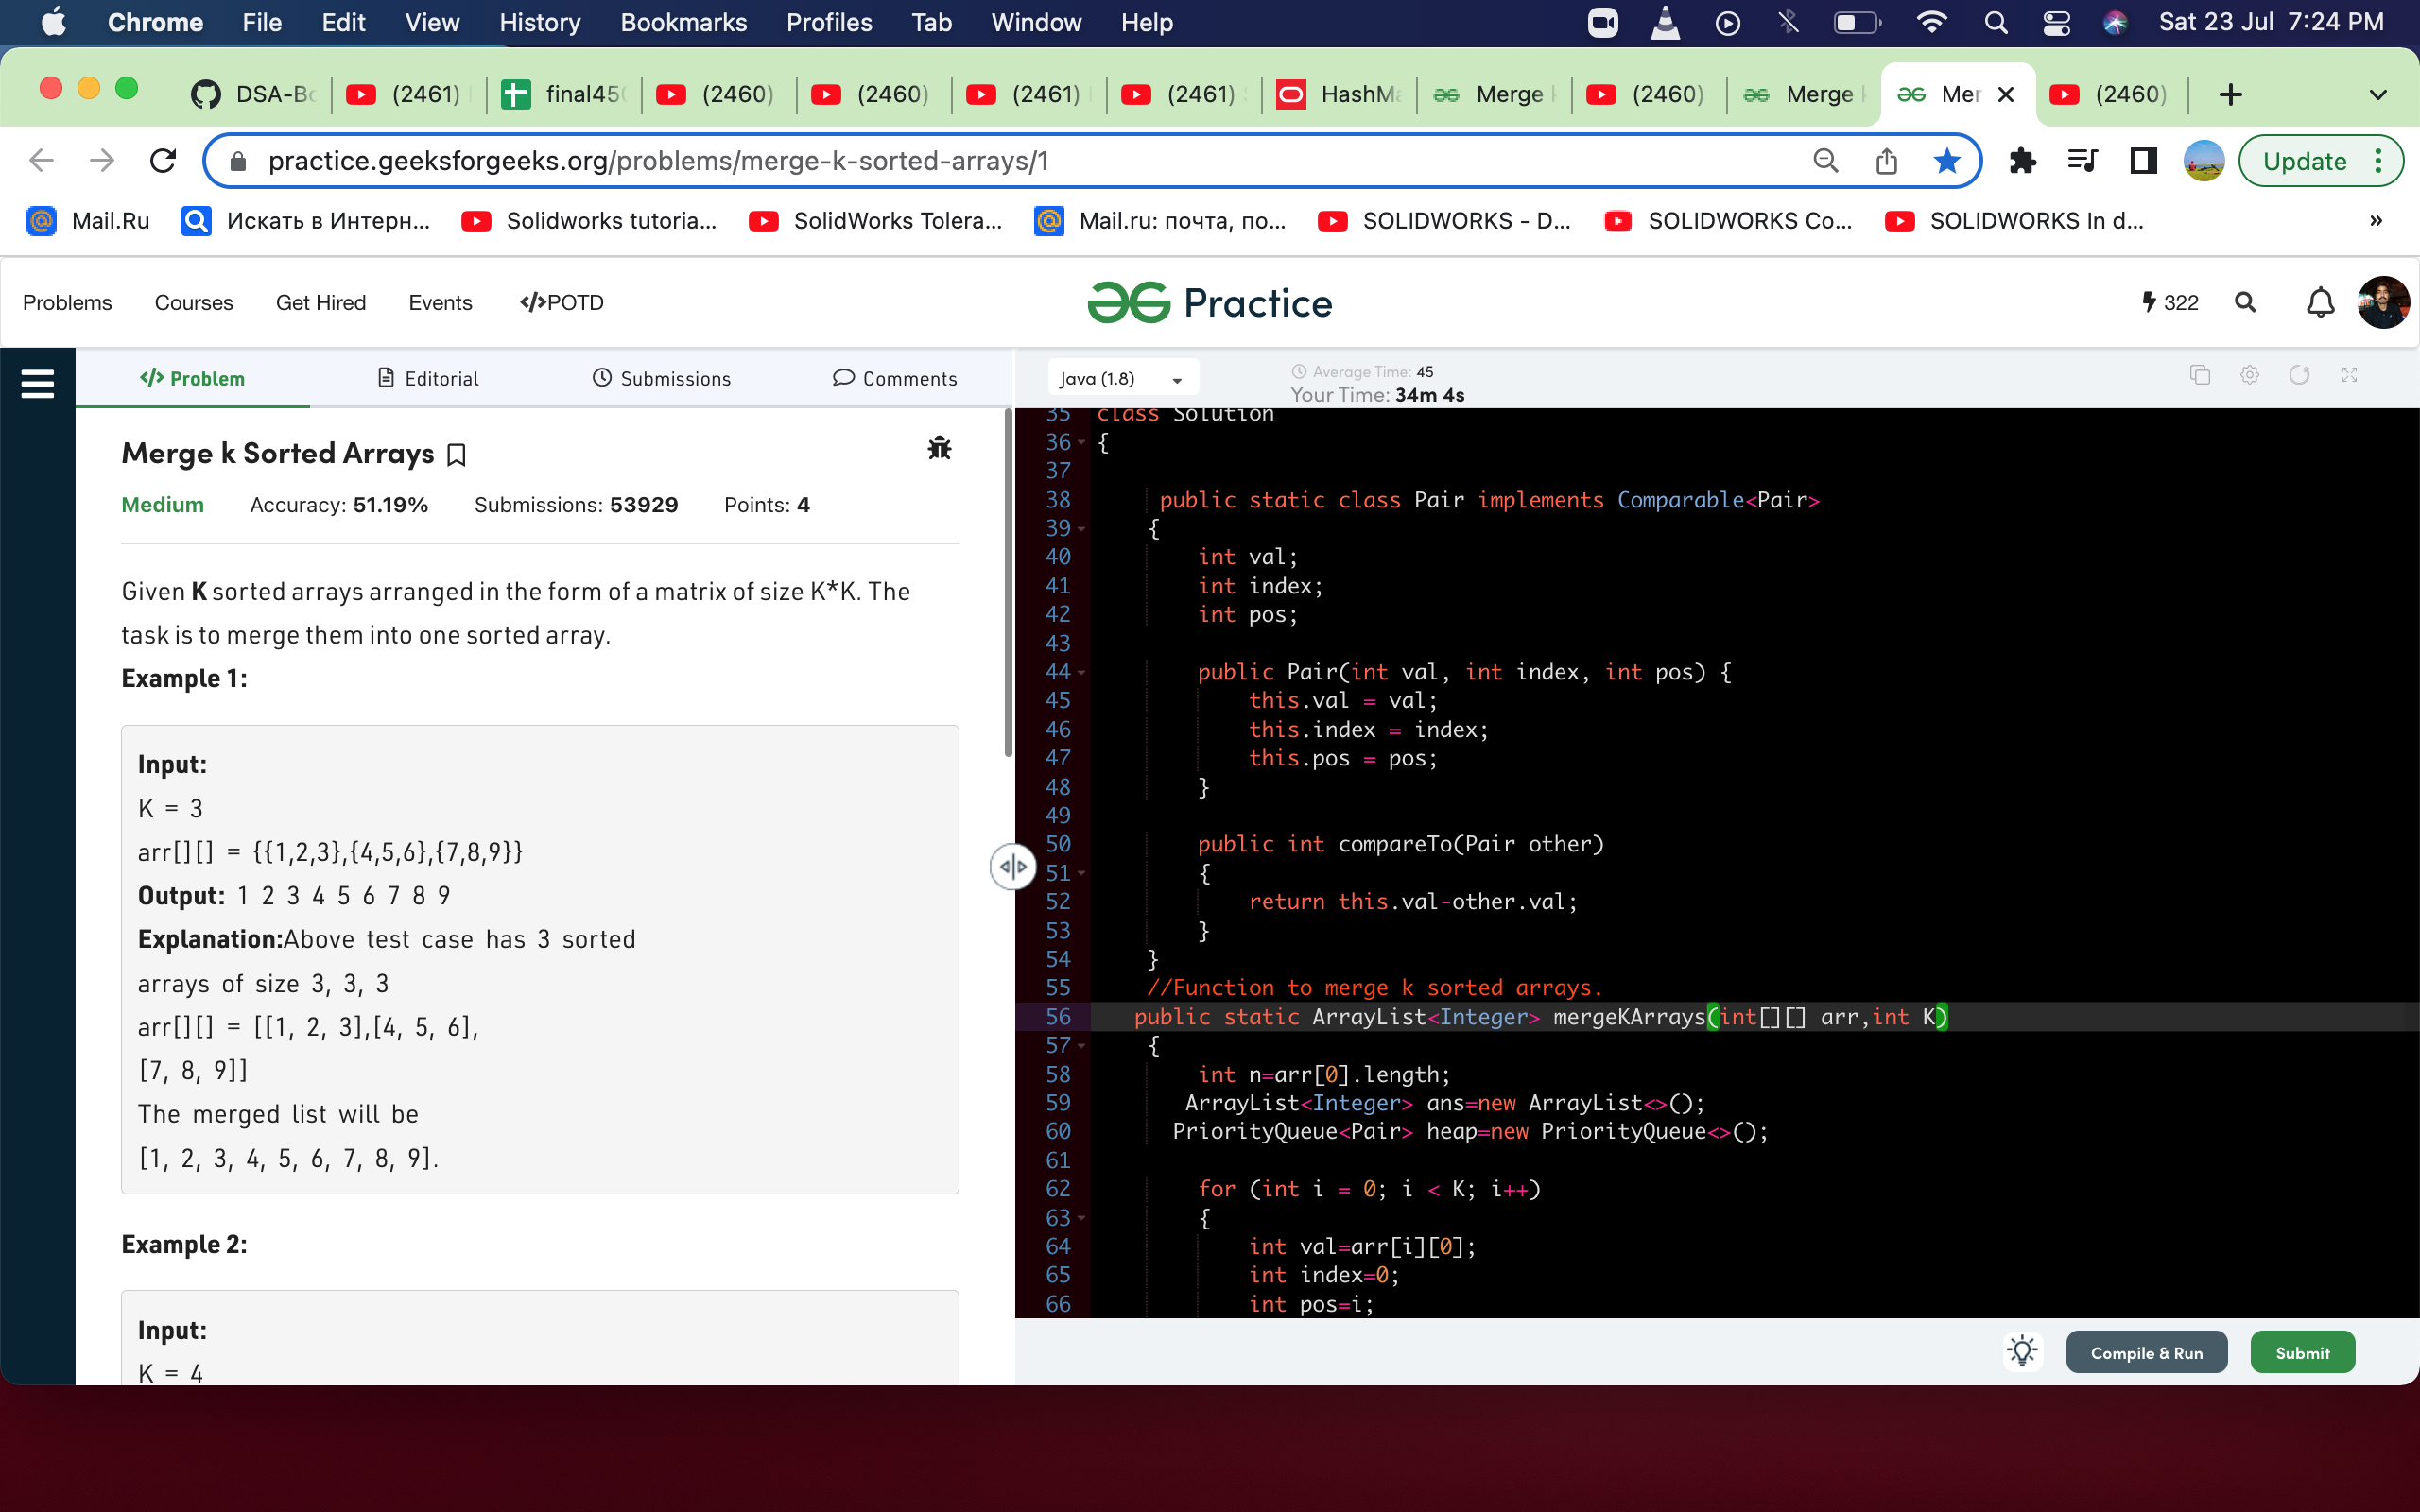 Chrome File Edit View History Bookmarks Profiles Tab Window Help Sat 23 Jul 7:24 PM
DSA-Bo (2461) final450 (2460) (2460) (2461) (2461) HashMa Merge (2460) Merge Mer (2460)
practice.geeksforgeeks.org/problems/merge-k-sorted-arrays/1 Update
Mail.Ru Искать в Интерн... Solidworks tutoria... SolidWorks Tolera... Mail.ru: почта, по... SOLIDWORKS - D... SOLIDWORKS Co... SOLIDWORKS In d... »
Problems Courses Get Hired Events </>POTD Practice 322
</> Problem Editorial Submissions Comments
Merge k Sorted Arrays
Medium Accuracy: 51.19% Submissions: 53929 Points: 4
Given K sorted arrays arranged in the form of a matrix of size K*K. The
task is to merge them into one sorted array.
Example 1:
Input:
K = 3
arr[][] = {{1,2,3},{4,5,6},{7,8,9}}
Output: 1 2 3 4 5 6 7 8 9
Explanation:Above test case has 3 sorted
arrays of size 3, 3, 3
arr[][] = [[1, 2, 3],[4, 5, 6],
[7, 8, 9]]
The merged list will be
[1, 2, 3, 4, 5, 6, 7, 8, 9].
Example 2:
Input:
K = 4
Java (1.8)
Average Time: 45
Your Time: 34m 4s
35 class Solution
36 {
37
38 public static class Pair implements Comparable<Pair>
39 {
40 int val;
41 int index;
42 int pos;
43
44 public Pair(int val, int index, int pos) {
45 this.val = val;
46 this.index = index;
47 this.pos = pos;
48 }
49
50 public int compareTo(Pair other)
51 {
52 return this.val-other.val;
53 }
54 }
55 //Function to merge k sorted arrays.
56 public static ArrayList<Integer> mergeKArrays(int[][] arr,int K)
57 {
58 int n=arr[0].length;
59 ArrayList<Integer> ans=new ArrayList<>();
60 PriorityQueue<Pair> heap=new PriorityQueue<>();
61
62 for (int i = 0; i < K; i++)
63 {
64 int val=arr[i][0];
65 int index=0;
66 int pos=i;
Compile & Run Submit